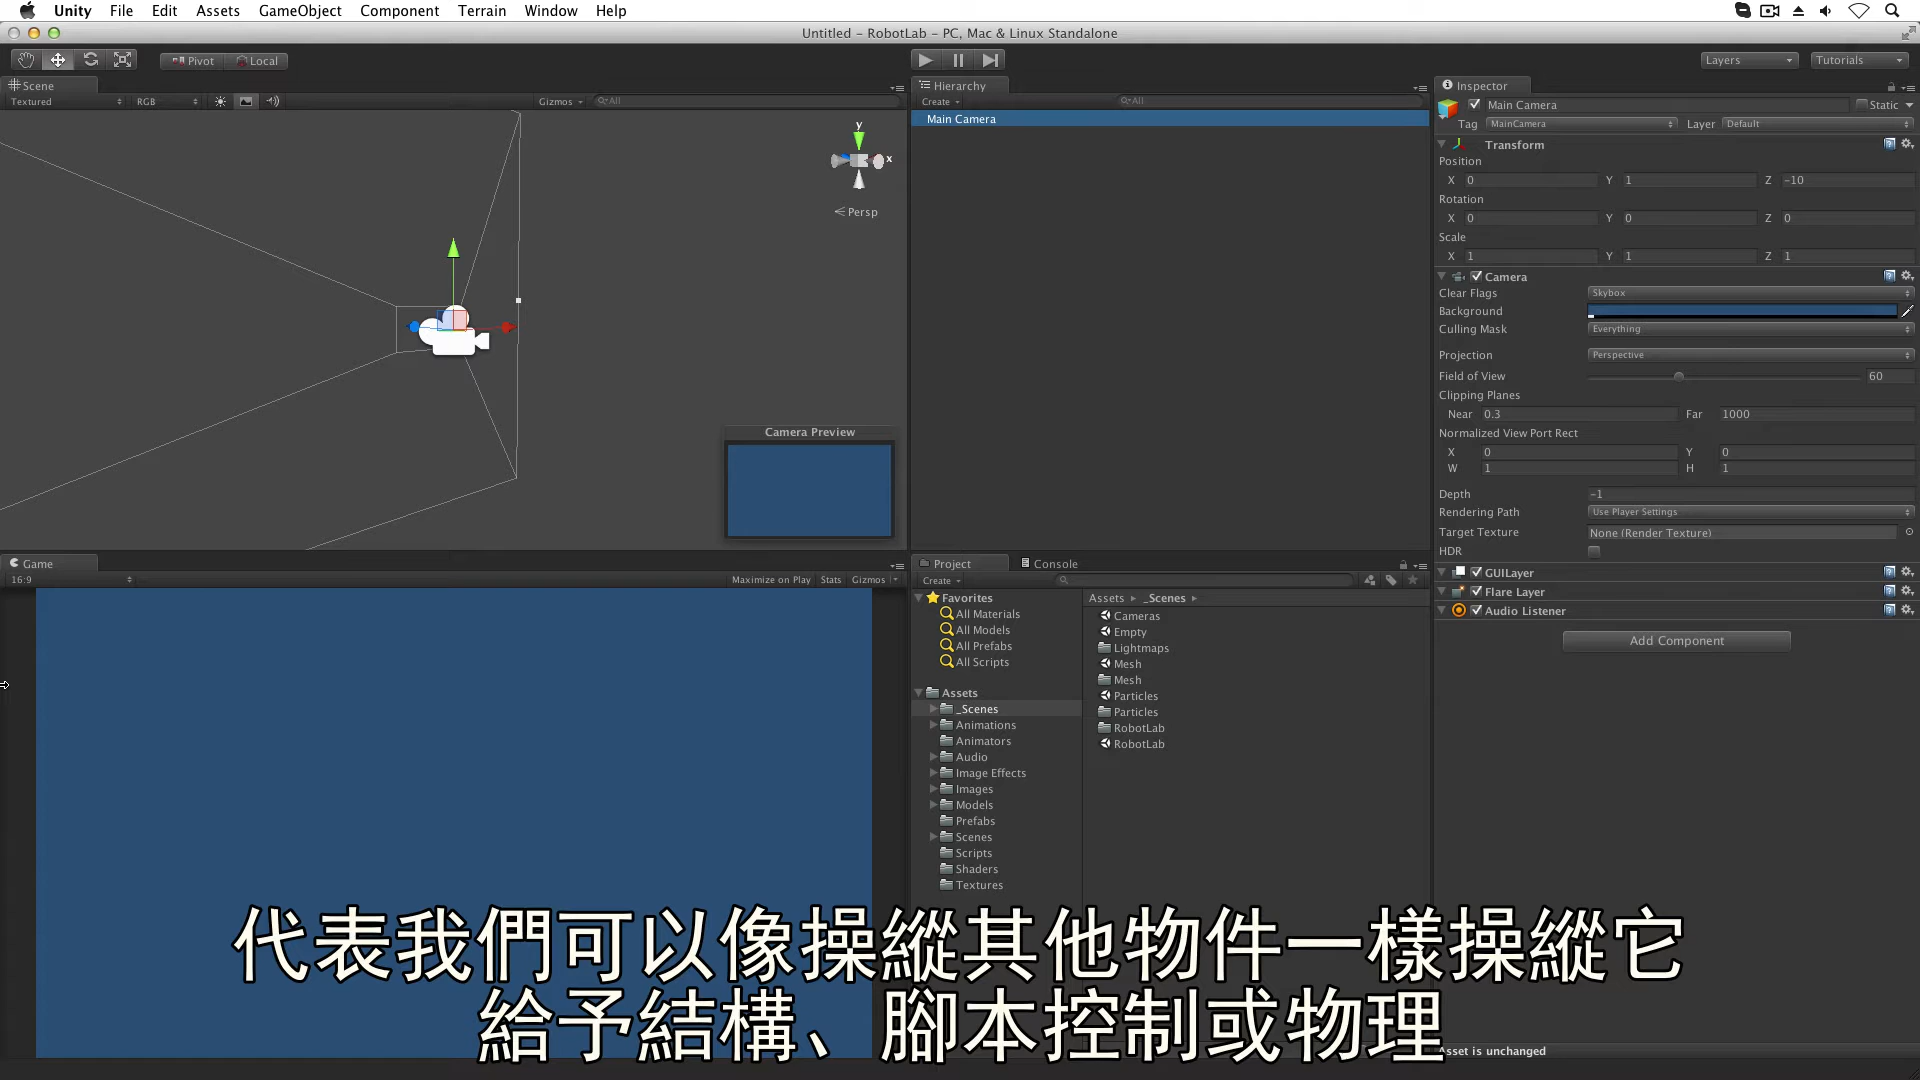 Unity File Edit Assets GameObject Component Terrain Window Help
Untitled – RobotLab – PC, Mac & Linux Standalone
Pivot Local
Layers Tutorials
Scene
Textured RGB Gizmos All
y
x
Persp
Camera Preview
Game
16:9 Maximize on Play Stats Gizmos
Hierarchy
Create All
Main Camera
Project Console
Create
Favorites
All Materials
All Models
All Prefabs
All Scripts
Assets
_Scenes
Animations
Animators
Audio
Image Effects
Images
Models
Prefabs
Scenes
Scripts
Shaders
Textures
Assets _Scenes
Cameras
Empty
Lightmaps
Mesh
Mesh
Particles
Particles
RobotLab
RobotLab
Inspector
Main Camera Static
Tag MainCamera Layer Default
Transform
Position
X 0 Y 1 Z -10
Rotation
X 0 Y 0 Z 0
Scale
X 1 Y 1 Z 1
Camera
Clear Flags Skybox
Background
Culling Mask Everything
Projection Perspective
Field of View 60
Clipping Planes
Near 0.3 Far 1000
Normalized View Port Rect
X 0 Y 0
W 1 H 1
Depth -1
Rendering Path Use Player Settings
Target Texture None (Render Texture)
HDR
GUILayer
Flare Layer
Audio Listener
Add Component
代表我們可以像操縱其他物件一樣操縱它
給予結構、腳本控制或物理
Asset is unchanged